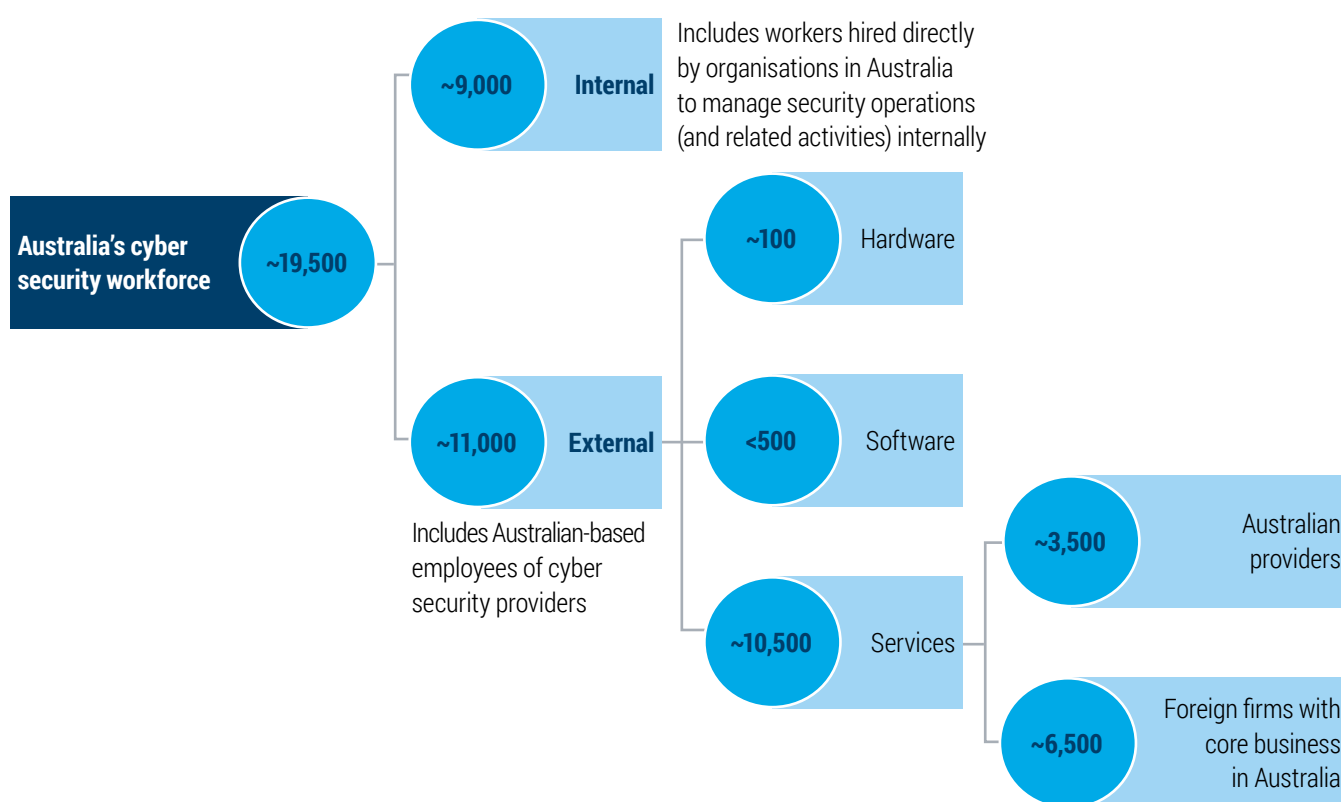 Australia's cyber
security workforce
~19,500
~9,000
Internal
Includes workers hired directly
by organisations in Australia
to manage security operations
(and related activities) internally
~11,000
External
Includes Australian-based
employees of cyber
security providers
~100
Hardware
<500
Software
~10,500
Services
~3,500
Australian
providers
~6,500
Foreign firms with
core business
in Australia